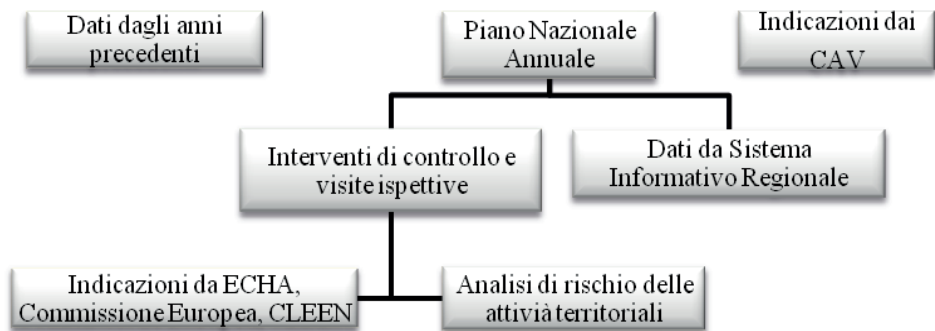 Dati dagli anni
precedenti
Piano Nazionale
Annuale
Indicazioni dai
CAV
Interventi di controllo e
visite ispettive
Dati da Sistema
Informativo Regionale
Indicazioni da ECHA,
Commissione Europea, CLEEN
Analisi di rischio delle
attività territoriali